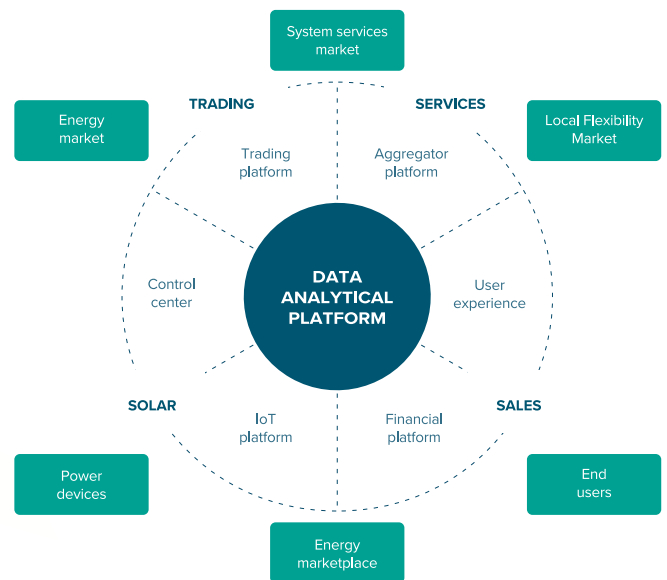 System services
market
TRADING
SERVICES
Energy
market
Local Flexibility
Market
Trading
platform
Aggregator
platform
DATA
ANALYTICAL
PLATFORM
Control
center
User
experience
SOLAR
SALES
IoT
platform
Financial
platform
Power
devices
End
users
Energy
marketplace